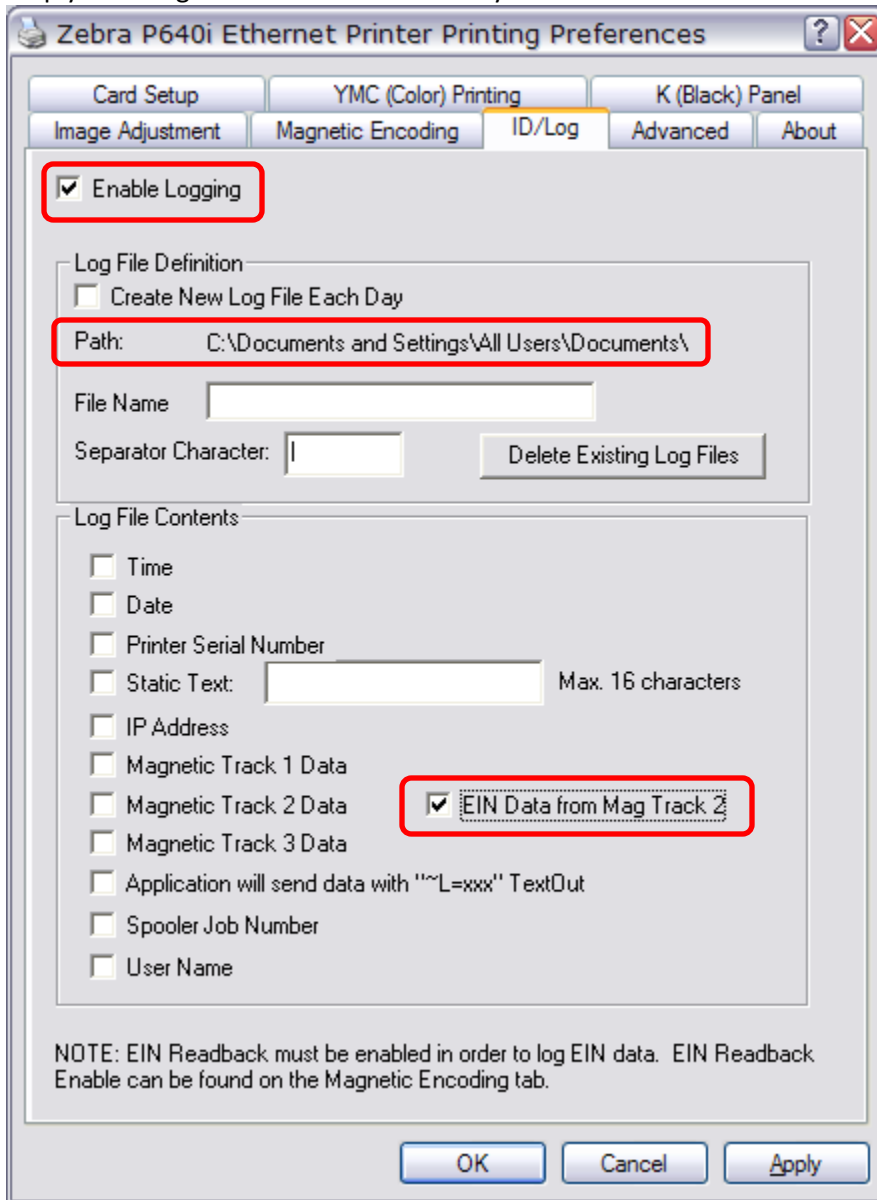 Zebra P640i Ethernet Printer Printing Preferences
Card Setup YMC (Color) Printing K (Black) Panel
Image Adjustment Magnetic Encoding ID/Log Advanced About
Enable Logging
Log File Definition
Create New Log File Each Day
Path: C:\Documents and Settings\All Users\Documents\
File Name
Separator Character: |
Delete Existing Log Files
Log File Contents
Time
Date
Printer Serial Number
Static Text: Max. 16 characters
IP Address
Magnetic Track 1 Data
Magnetic Track 2 Data EIN Data from Mag Track 2
Magnetic Track 3 Data
Application will send data with "~L=xxx" TextOut
Spooler Job Number
User Name
NOTE: EIN Readback must be enabled in order to log EIN data. EIN Readback
Enable can be found on the Magnetic Encoding tab.
OK Cancel Apply